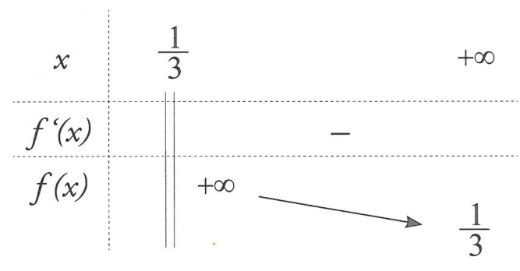 x 1/3 +∞
f‘(x) –
f(x) +∞ 1/3